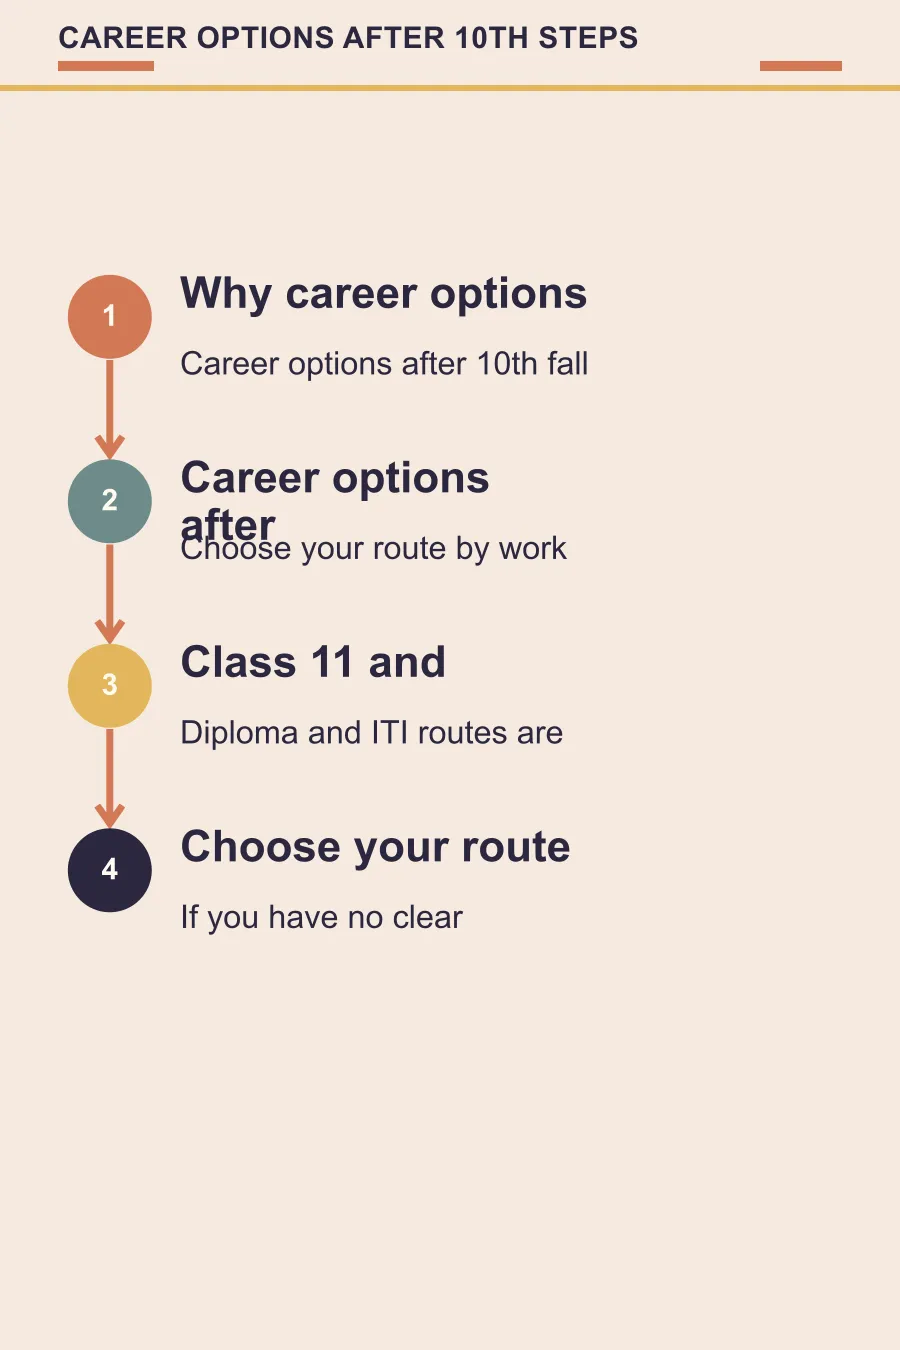 CAREER OPTIONS AFTER 10TH STEPS
1
Why career options
Career options after 10th fall
2
Career options
after
Choose your route by work
3
Class 11 and
Diploma and ITI routes are
4
Choose your route
If you have no clear